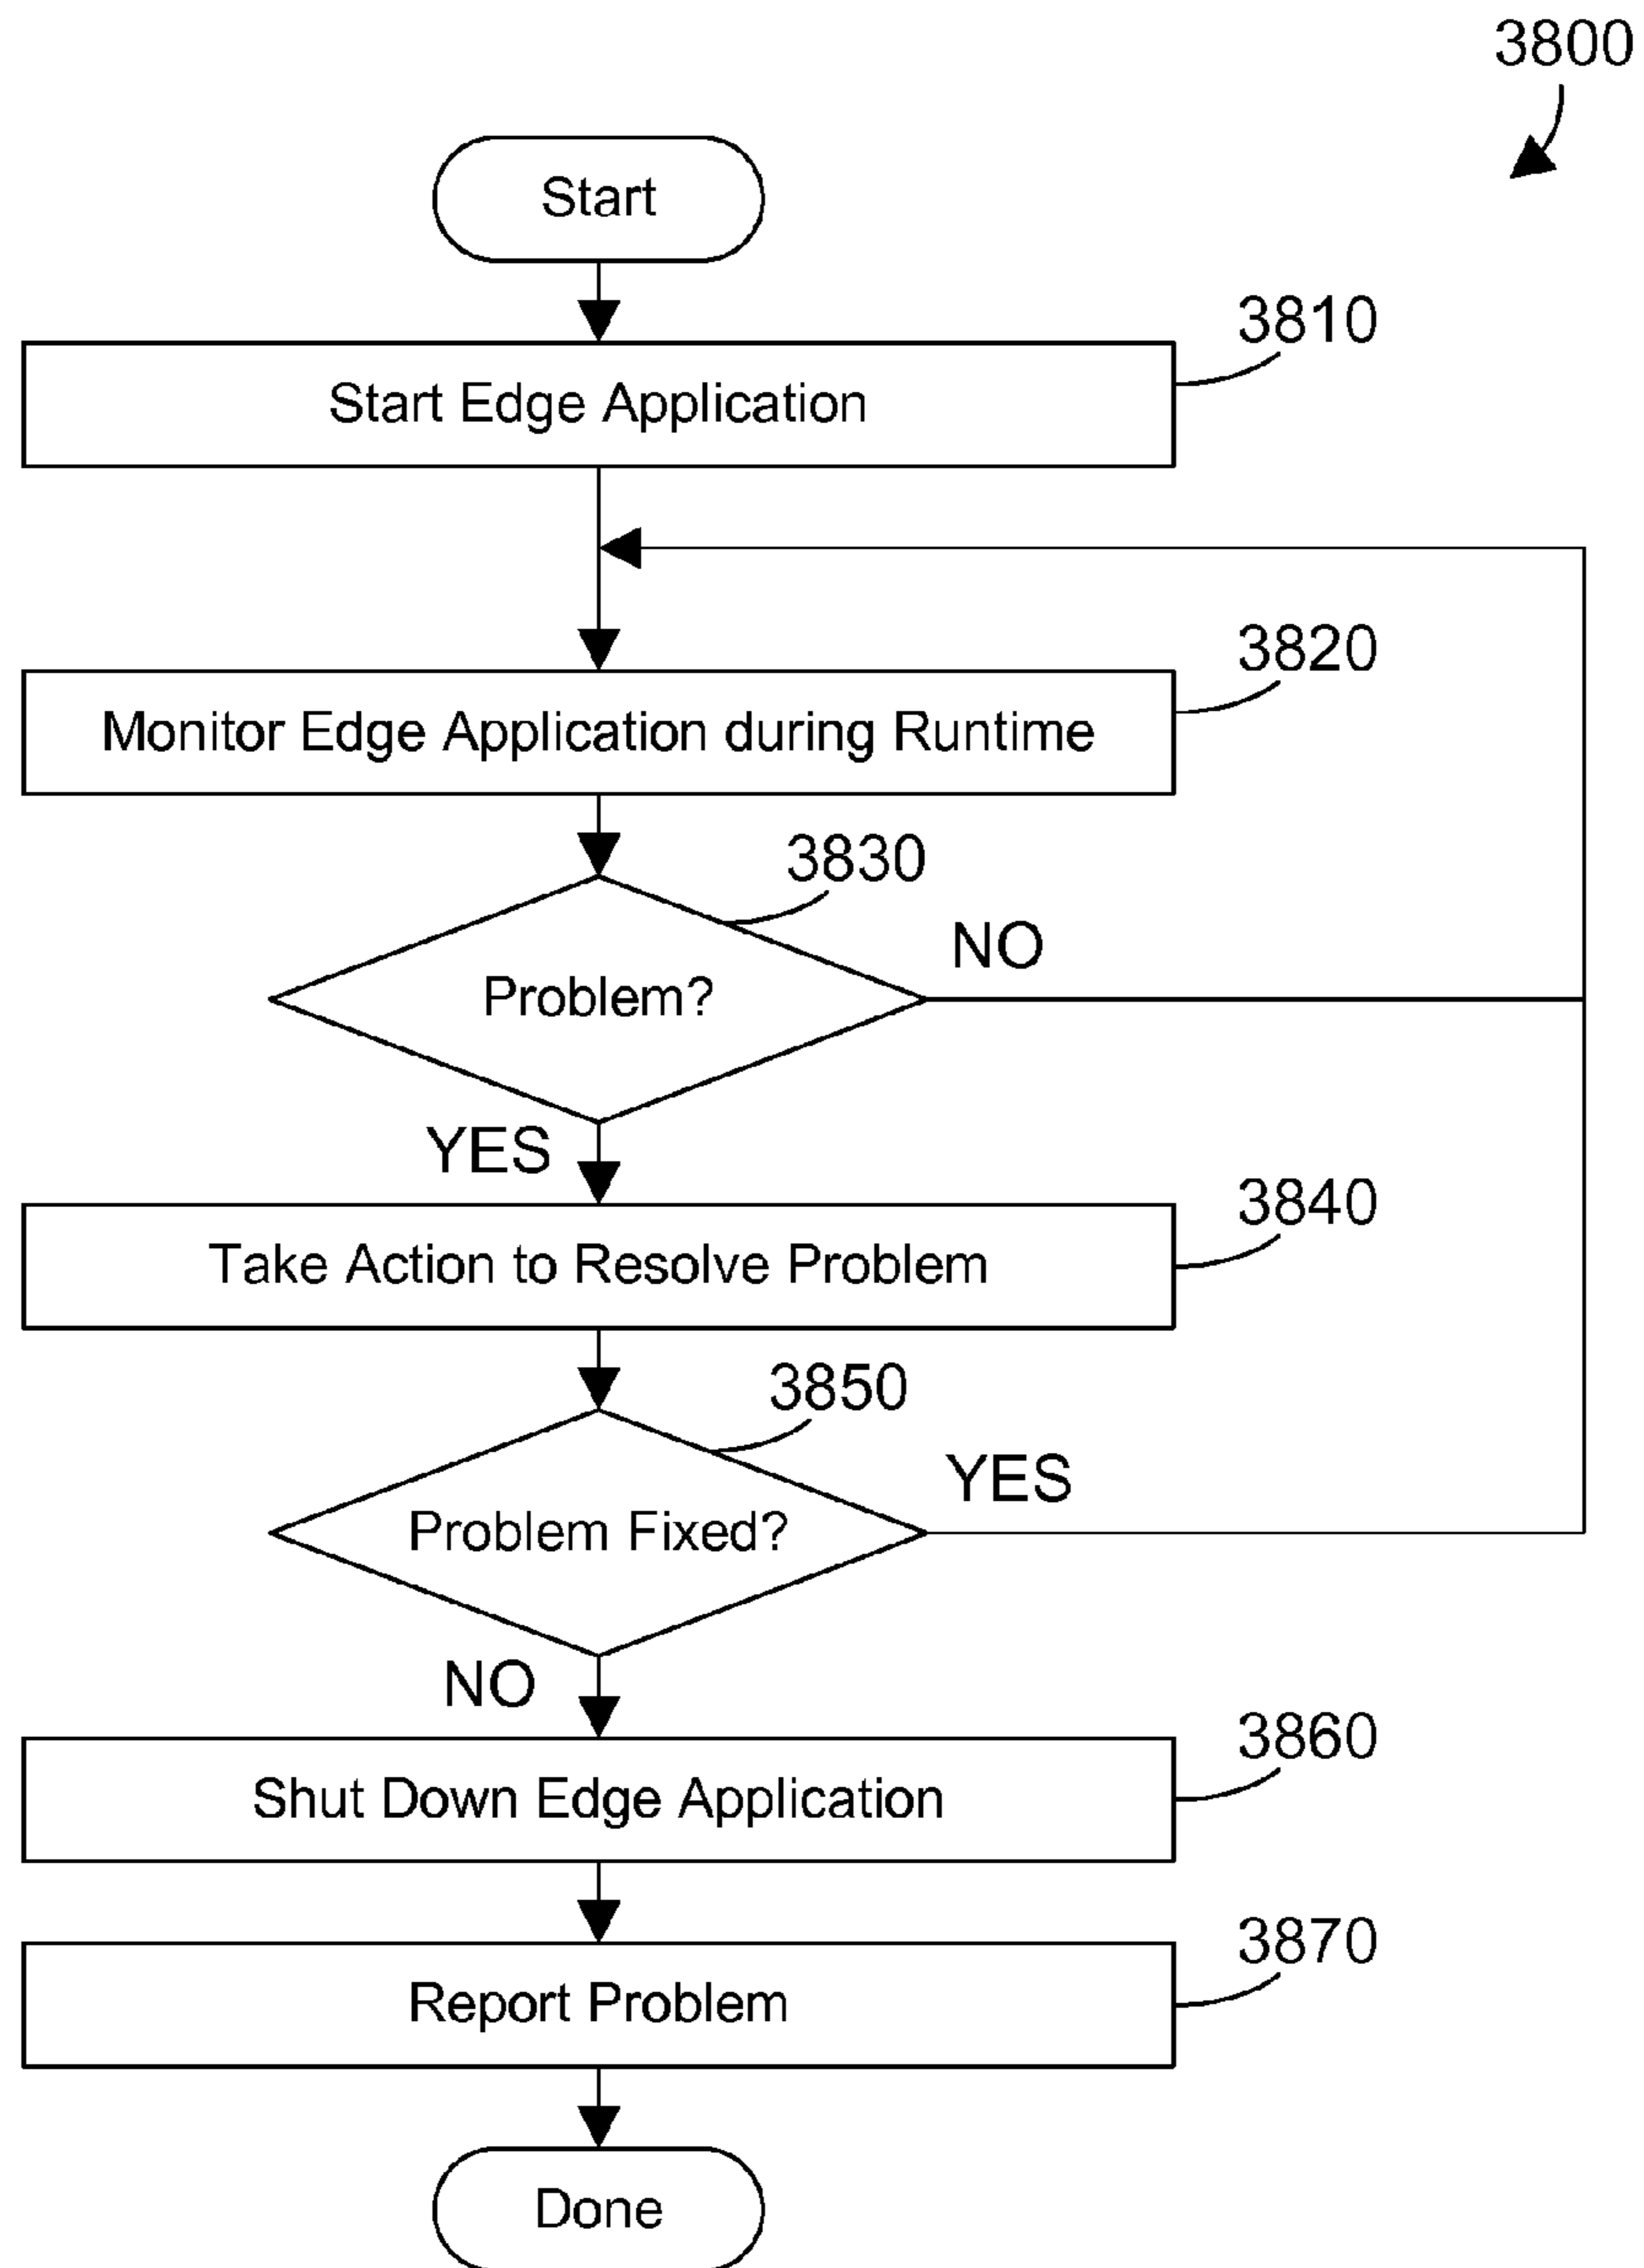 3800
Start
3810
Start Edge Application
3820
Monitor Edge Application during Runtime
3830
NO
Problem?
YES
3840
Take Action to Resolve Problem
3850
YES
Problem Fixed?
NO
3860
Shut Down Edge Application
3870
Report Problem
Done